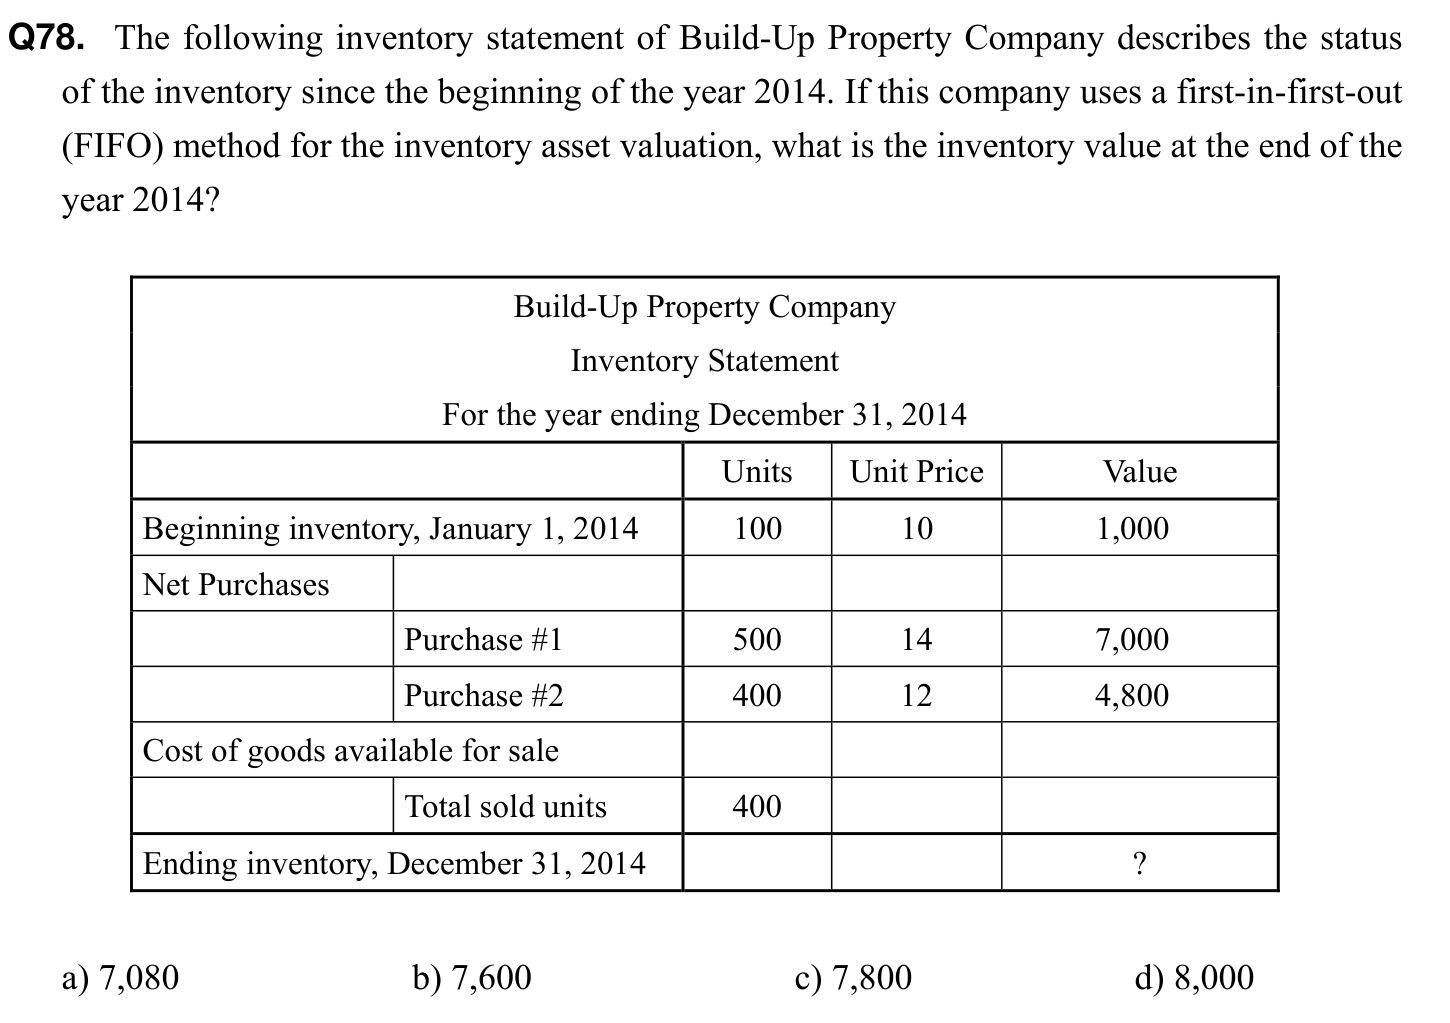 Q78. The following inventory statement of Build-Up Property Company describes the status
of the inventory since the beginning of the year 2014. If this company uses a first-in-first-out
(FIFO) method for the inventory asset valuation, what is the inventory value at the end of the
year 2014?
Build-Up Property Company
Inventory Statement
For the year ending December 31, 2014
Units Unit Price Value
Beginning inventory, January 1, 2014 100 10 1,000
Net Purchases
Purchase #1 500 14 7,000
Purchase #2 400 12 4,800
Cost of goods available for sale
Total sold units 400
Ending inventory, December 31, 2014 ?
a) 7,080 b) 7,600 c) 7,800 d) 8,000